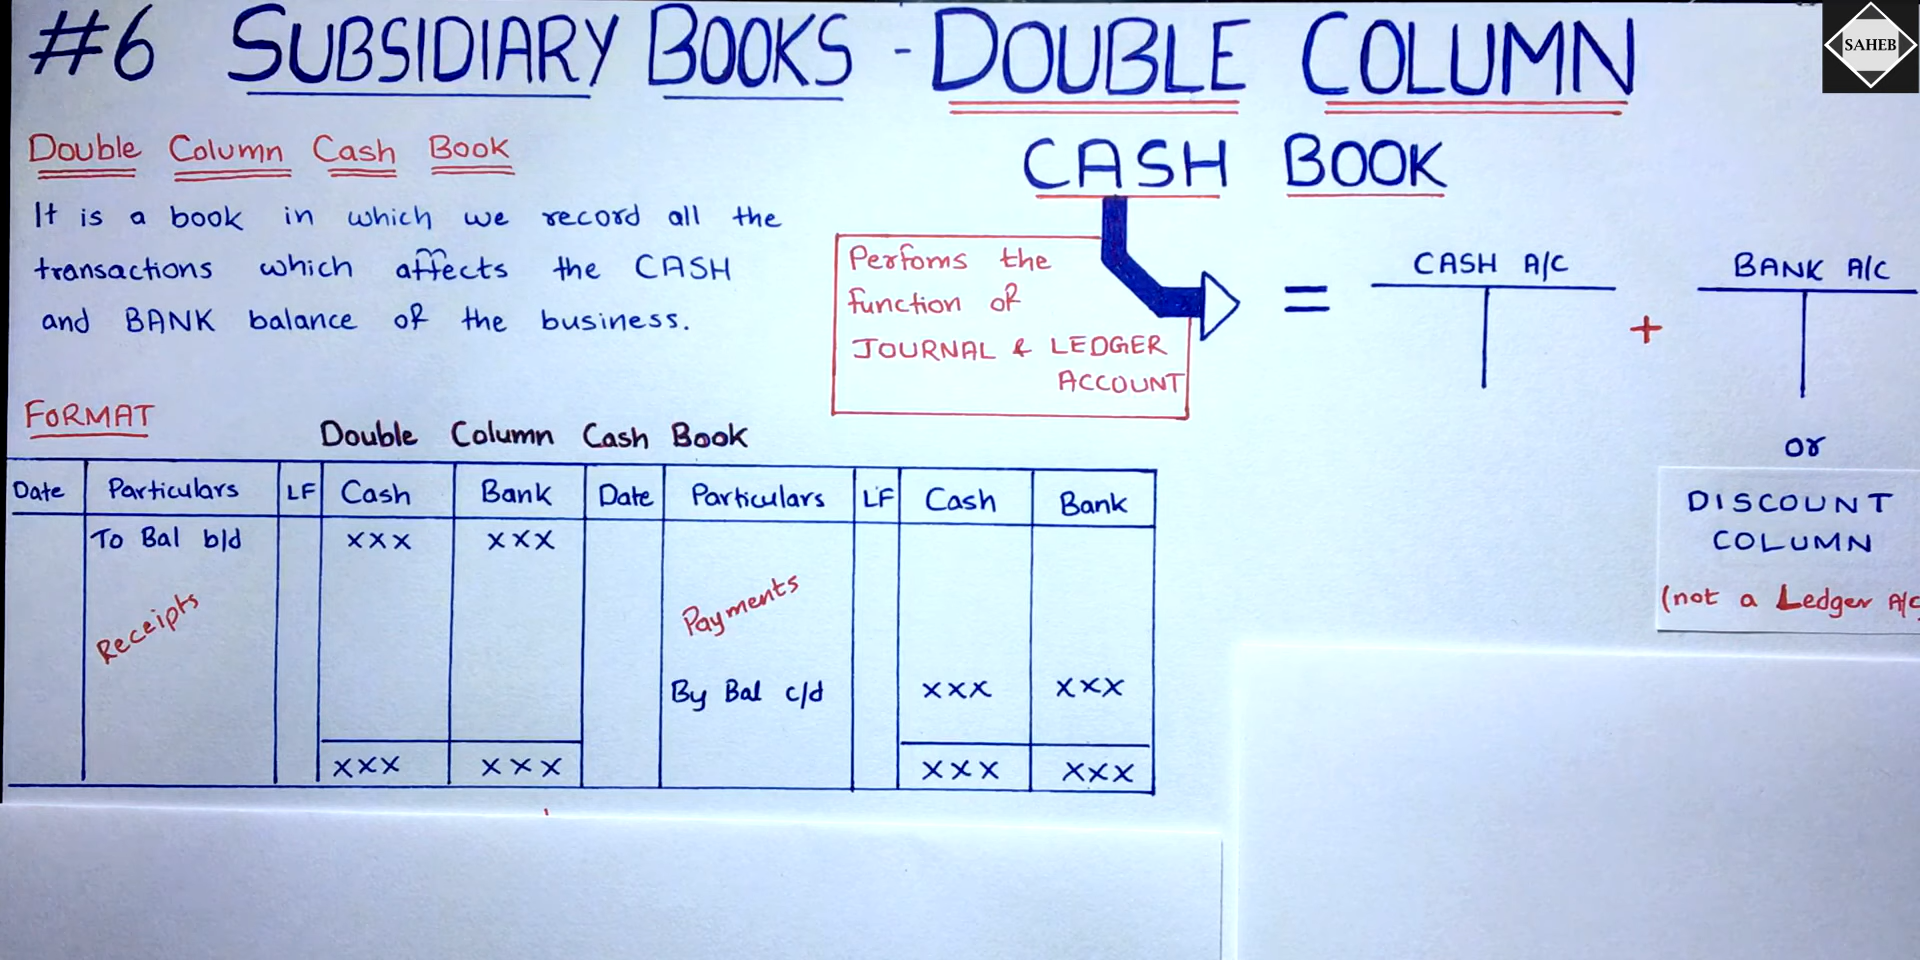 #6 SUBSIDIARY BOOKS - DOUBLE COLUMN
CASH BOOK
SAHEB
Double Column Cash Book
It is a book in which we record all the
transactions which affects the CASH
and BANK balance of the business.
Perfoms the
function of
JOURNAL & LEDGER
ACCOUNT
=
CASH A/C
+
BANK A/C
or
DISCOUNT
COLUMN
(not a Ledger A/c
FORMAT
Double Column Cash Book
Date Particulars LF Cash Bank Date Particulars LF Cash Bank
To Bal b/d xxx xxx
Receipts Payments
By Bal c/d xxx xxx
xxx xxx xxx xxx